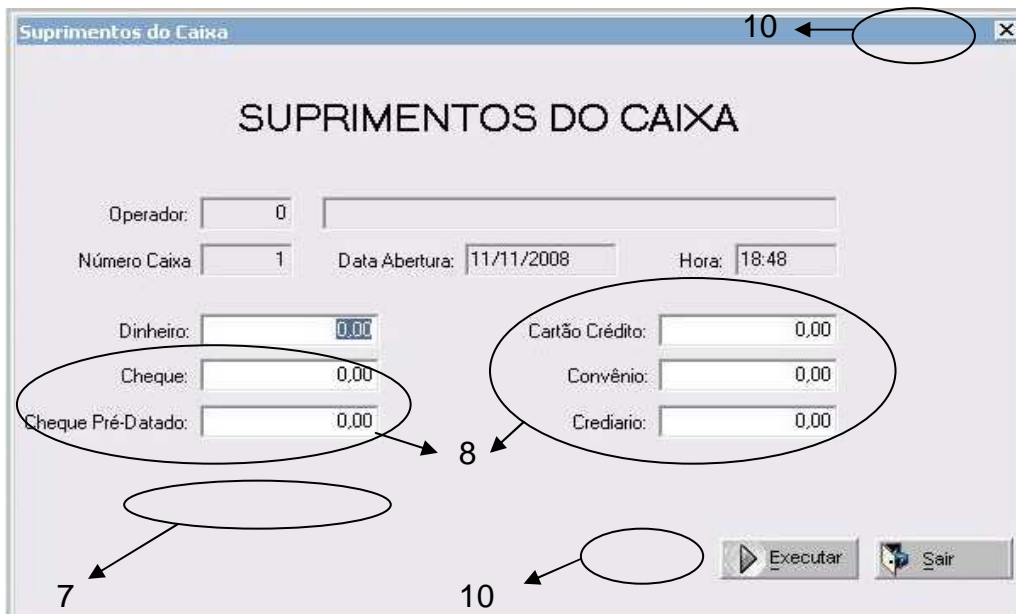 Suprimentos do Caixa
10
SUPRIMENTOS DO CAIXA
Operador: 0
Número Caixa 1 Data Abertura: 11/11/2008 Hora: 18:48
Dinheiro: 0,00 Cartão Crédito: 0,00
Cheque: 0,00 Convênio: 0,00
Cheque Pré-Datado: 0,00 Crediario: 0,00
8
Executar Sair
7 10